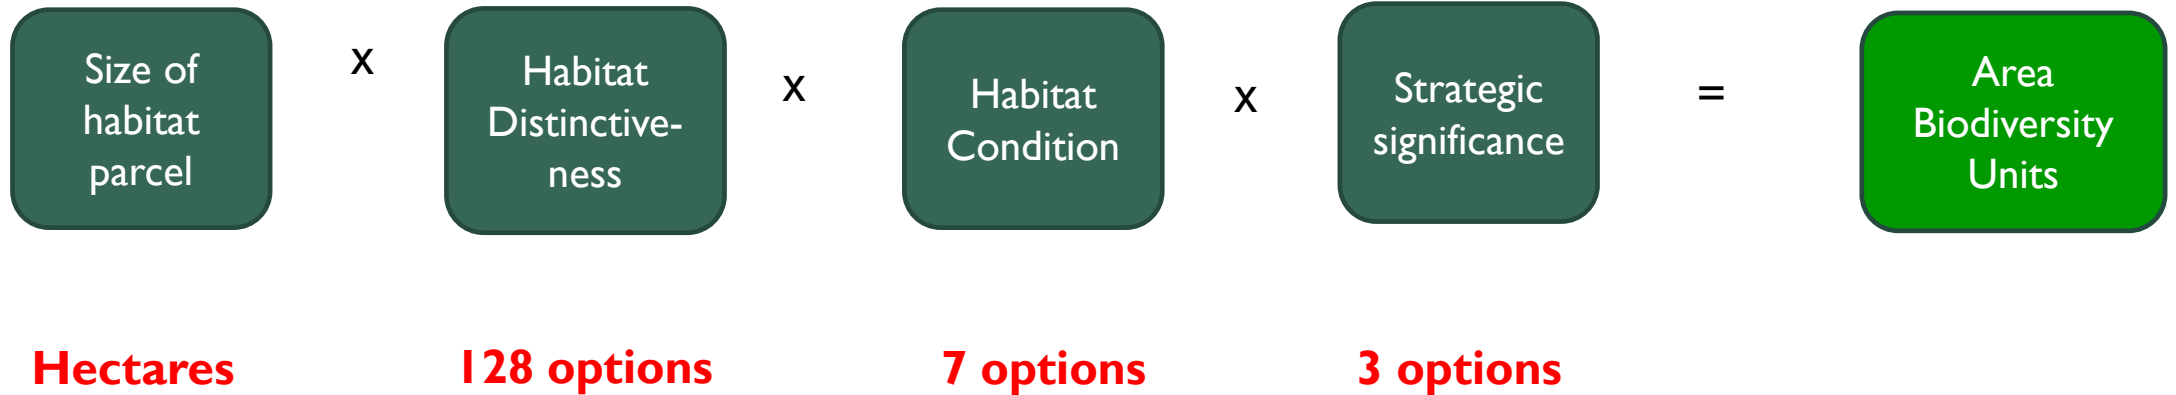 Size of
habitat
parcel
x
Habitat
Distinctive-
ness
x
Habitat
Condition
x
Strategic
significance
=
Area
Biodiversity
Units
Hectares
128 options
7 options
3 options